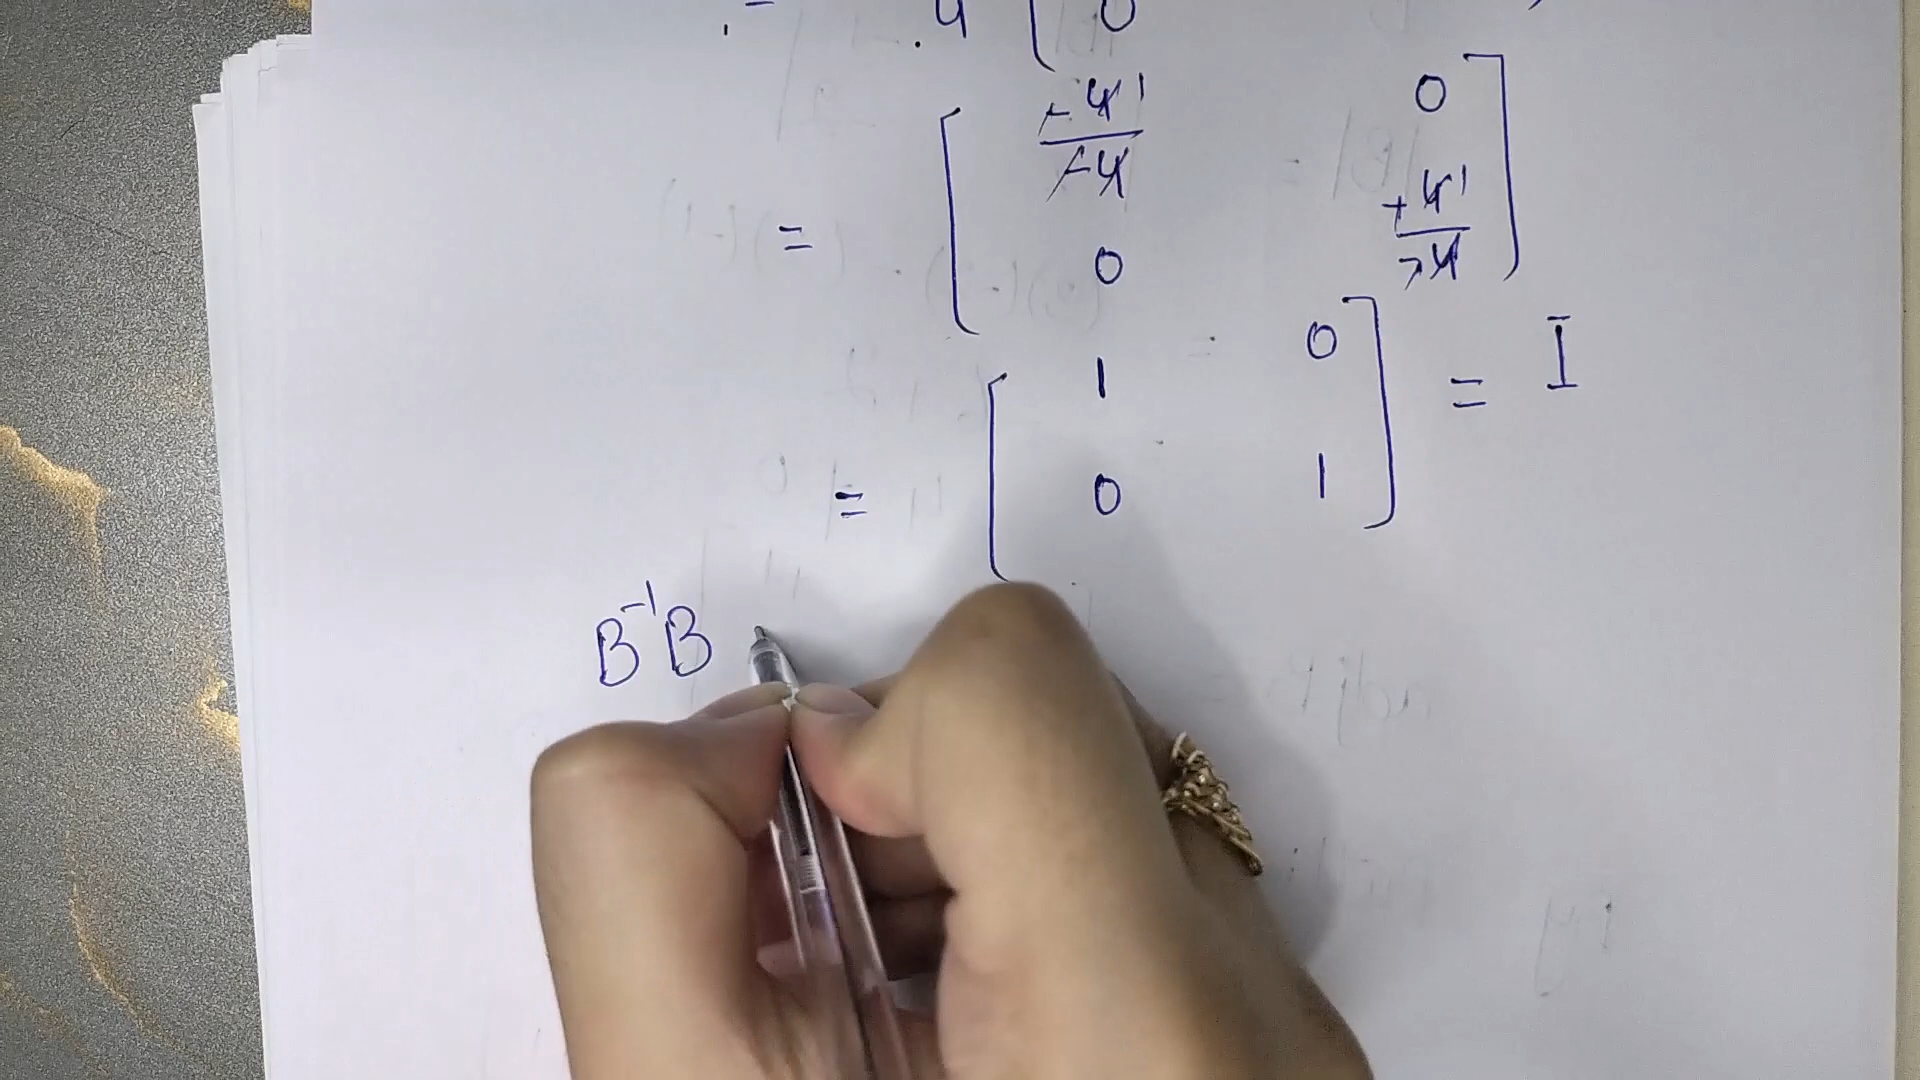 = [ -4/-4 0
0 -4/-4 ]
= [ 1 0
0 1 ] = I
B⁻¹B